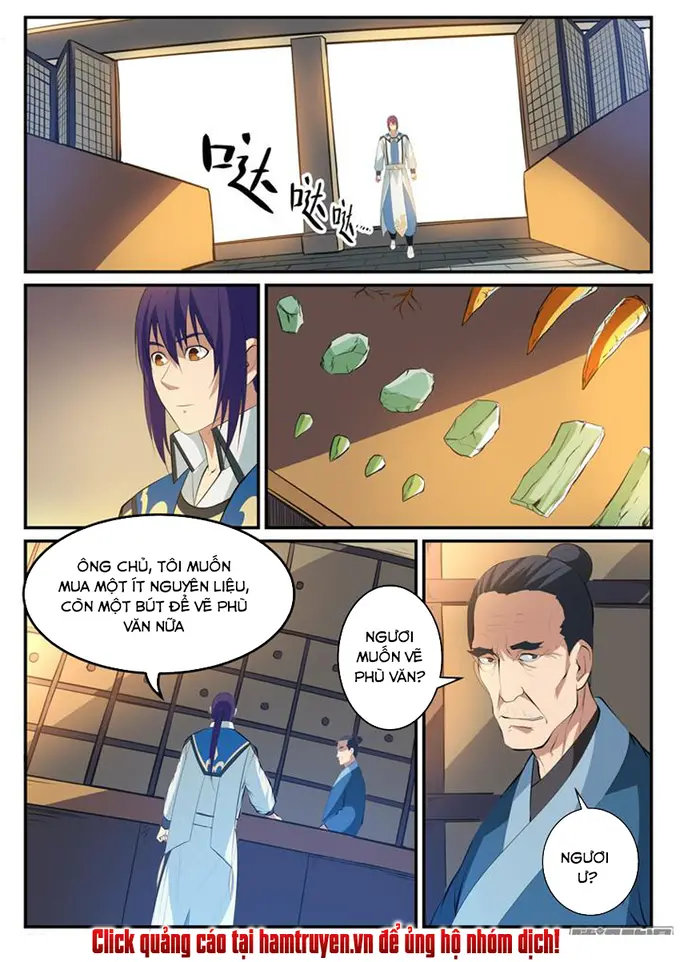 哒
哒
哒......
ÔNG CHỦ, TÔI MUỐN
MUA MỘT ÍT NGUYÊN LIỆU,
CÒN MỘT BÚT ĐỂ VẼ PHÙ
VĂN NỮA
NGƯƠI
MUỐN VẼ
PHÙ VĂN?
NGƯƠI
Ư?
Click quảng cáo tại hamtruyen.vn để ủng hộ nhóm dịch!